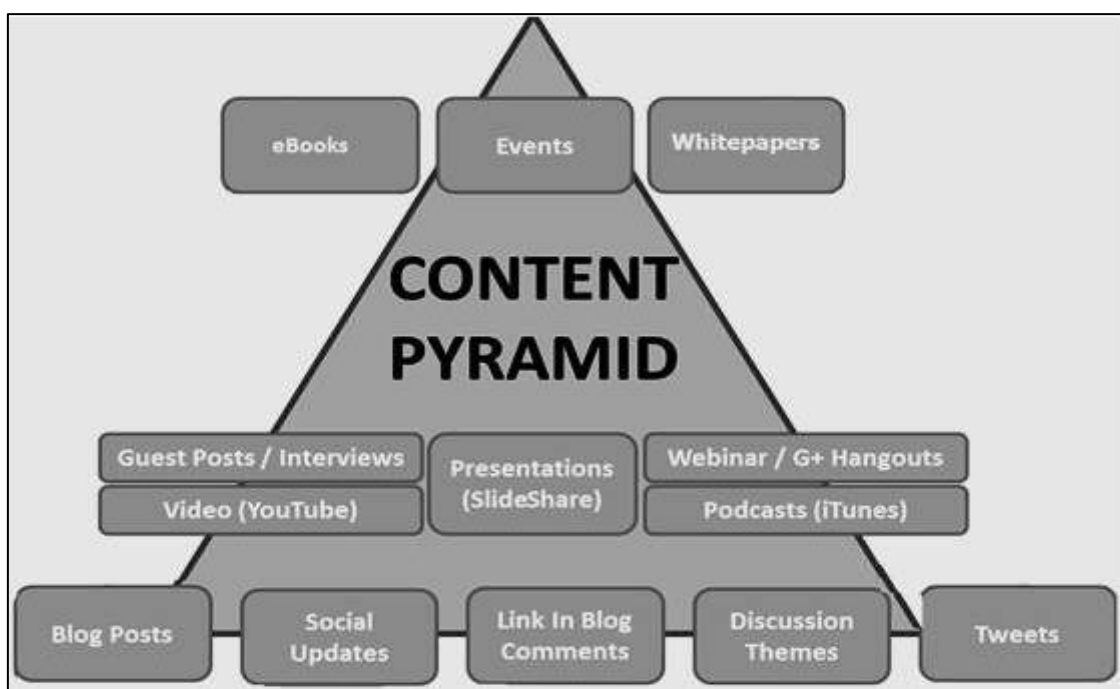 eBooks
Events
Whitepapers
CONTENT
PYRAMID
Guest Posts / Interviews
Video (YouTube)
Presentations
(SlideShare)
Webinar / G+ Hangouts
Podcasts (iTunes)
Blog Posts
Social
Updates
Link In Blog
Comments
Discussion
Themes
Tweets